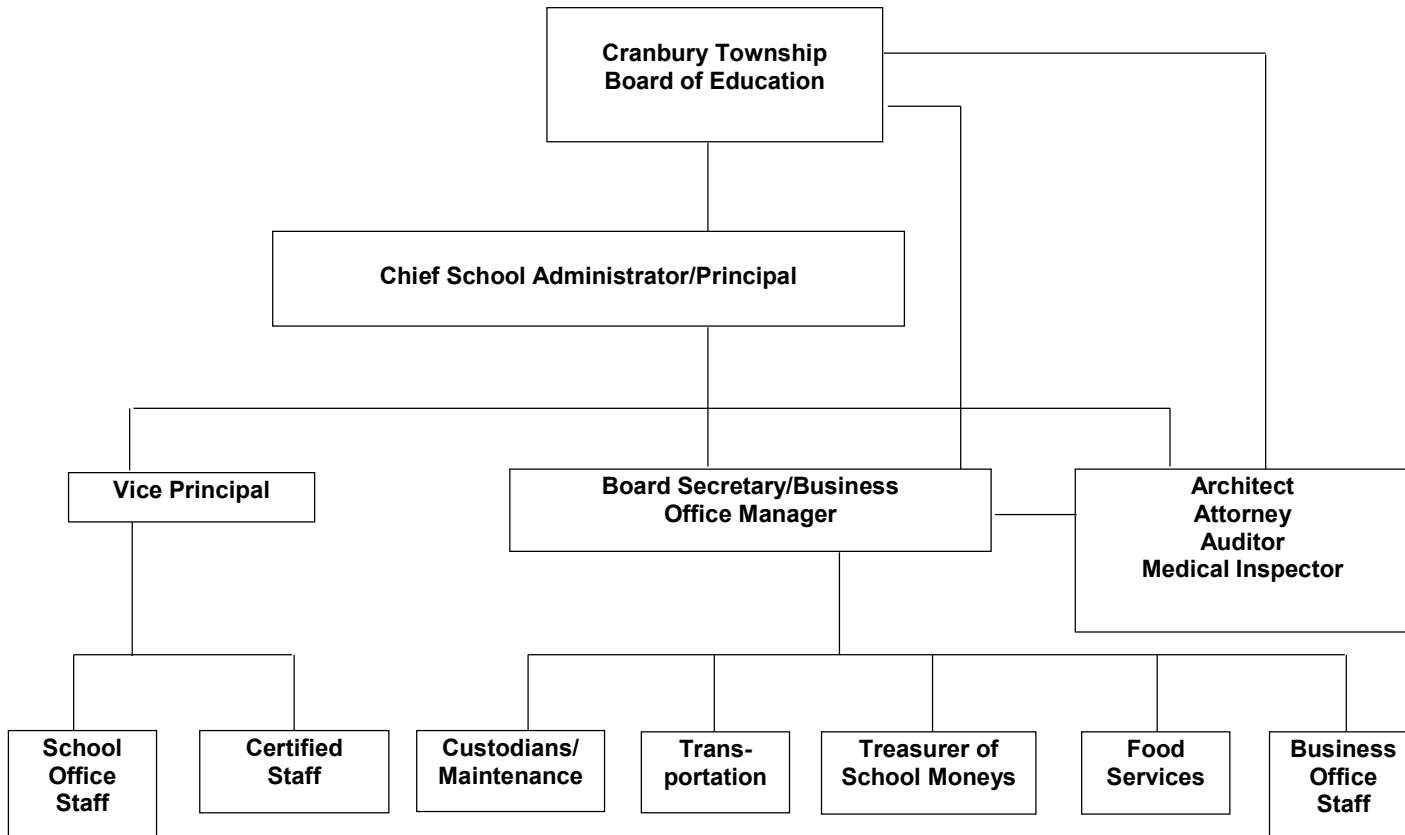 Cranbury Township
Board of Education
Chief School Administrator/Principal
Vice Principal
Board Secretary/Business
Office Manager
Architect
Attorney
Auditor
Medical Inspector
School
Office
Staff
Certified
Staff
Custodians/
Maintenance
Trans-
portation
Treasurer of
School Moneys
Food
Services
Business
Office
Staff